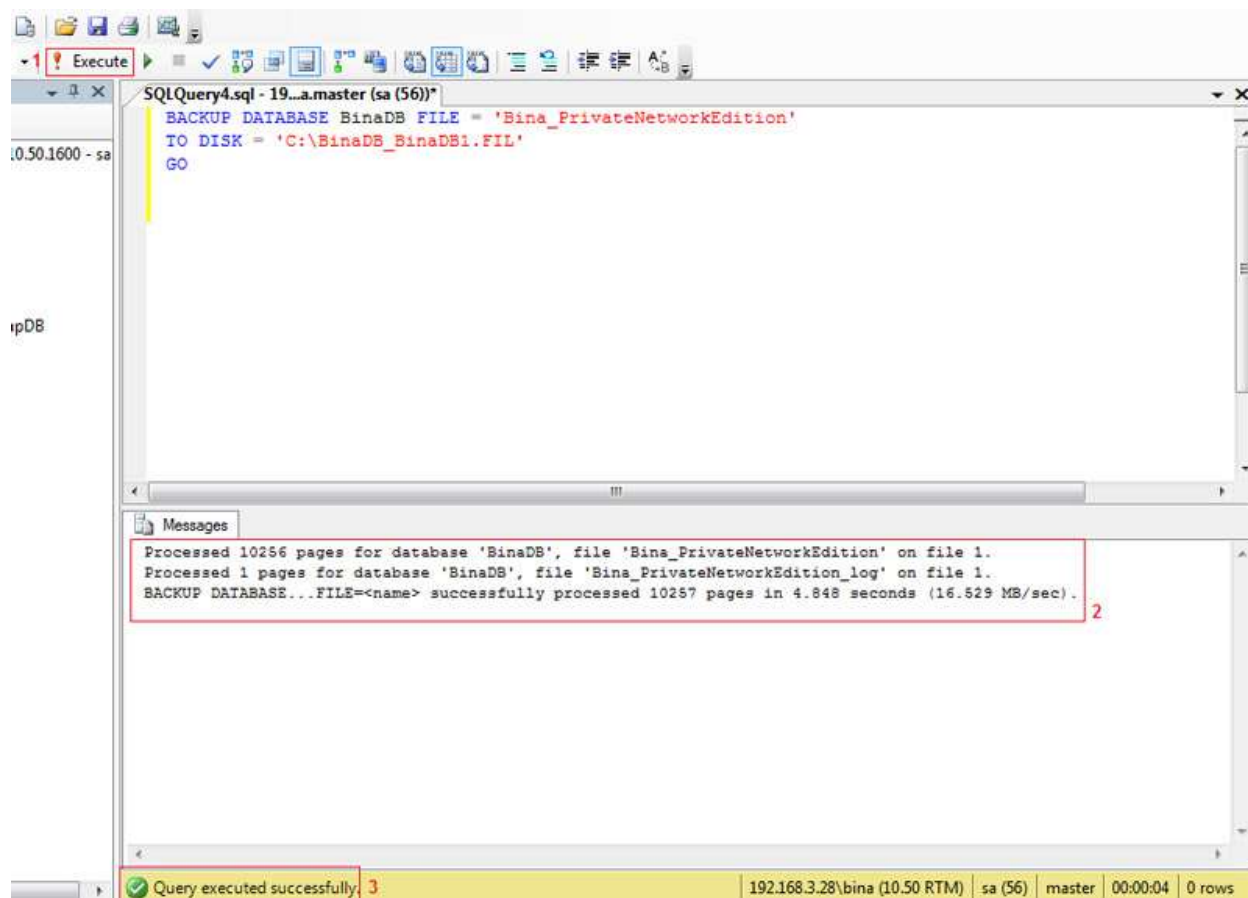 1 Execute
SQLQuery4.sql - 19...a.master (sa (56))*
.0.50.1600 - sa
BACKUP DATABASE BinaDB FILE = 'Bina_PrivateNetworkEdition'
TO DISK = 'C:\BinaDB_BinaDB1.FIL'
GO
pDB
Messages
Processed 10256 pages for database 'BinaDB', file 'Bina_PrivateNetworkEdition' on file 1.
Processed 1 pages for database 'BinaDB', file 'Bina_PrivateNetworkEdition_log' on file 1.
BACKUP DATABASE...FILE=<name> successfully processed 10257 pages in 4.848 seconds (16.529 MB/sec).
2
Query executed successfully. 3 192.168.3.28\bina (10.50 RTM) sa (56) master 00:00:04 0 rows